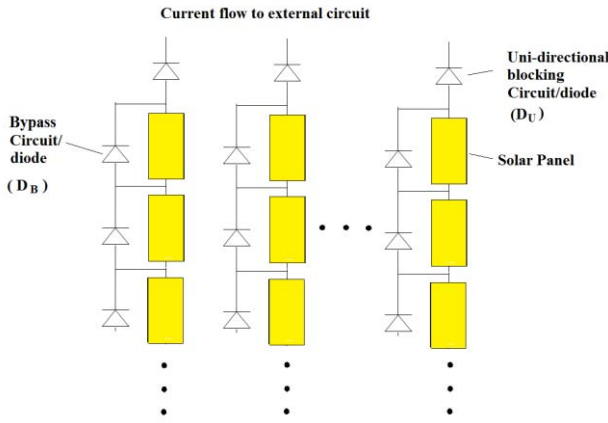 Current flow to external circuit
Uni-directional
blocking
Circuit/diode
(DU)
Bypass
Circuit/
diode
(DB)
Solar Panel